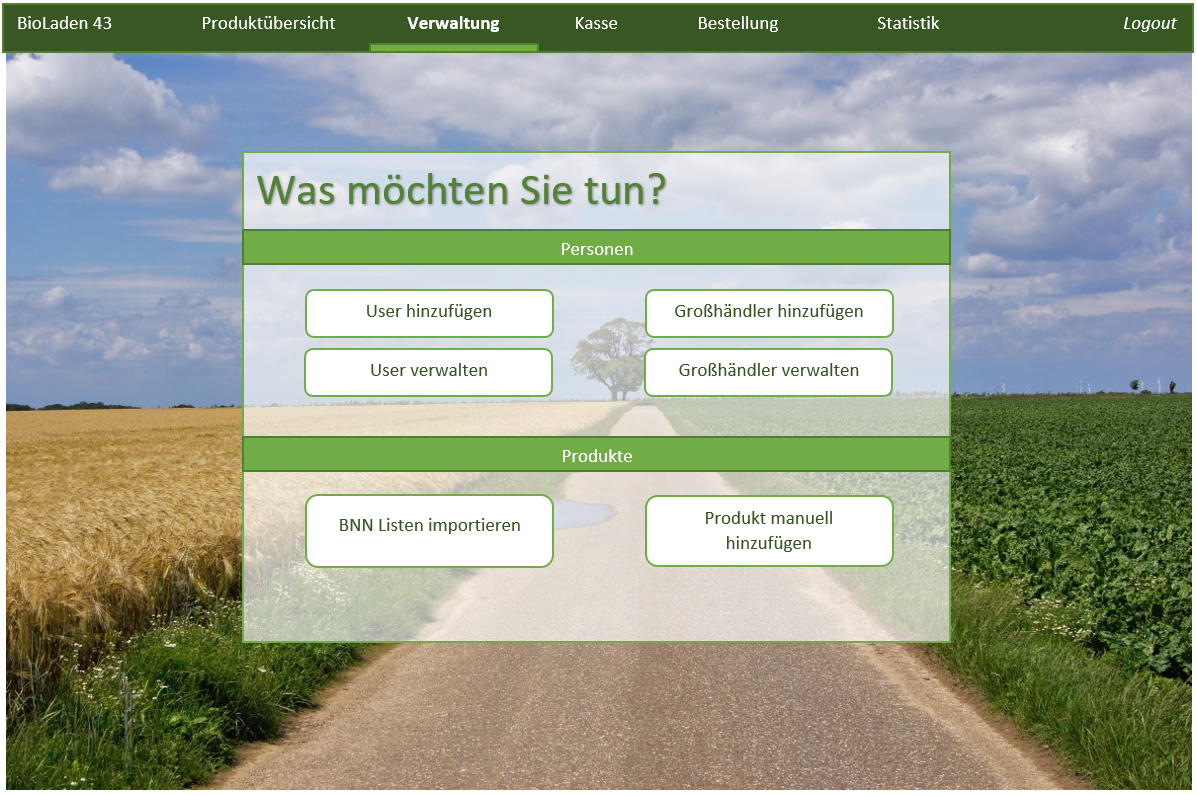 BioLaden 43 Produktübersicht Verwaltung Kasse Bestellung Statistik Logout
Was möchten Sie tun?
Personen
User hinzufügen Großhändler hinzufügen
User verwalten Großhändler verwalten
Produkte
BNN Listen importieren
Produkt manuell
hinzufügen